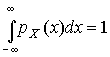 ∫_{-∞}^{∞} p_X(x)dx = 1